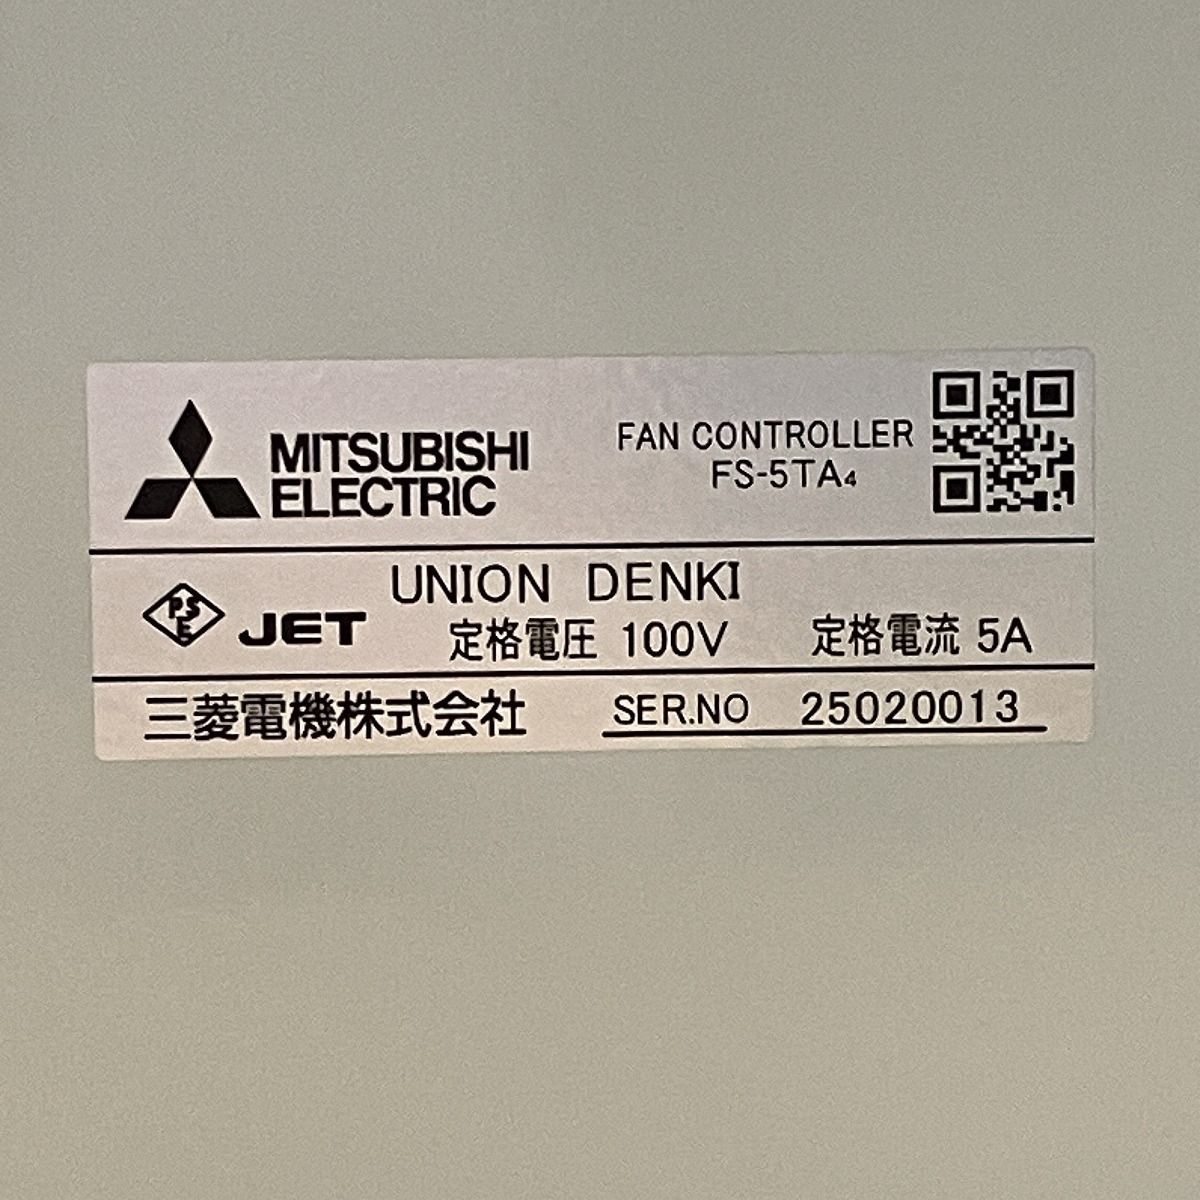 MITSUBISHI
ELECTRIC
FAN CONTROLLER
FS-5TA4
PSE
JET
UNION DENKI
定格電圧 100V 定格電流 5A
三菱電機株式会社 SER.NO 25020013